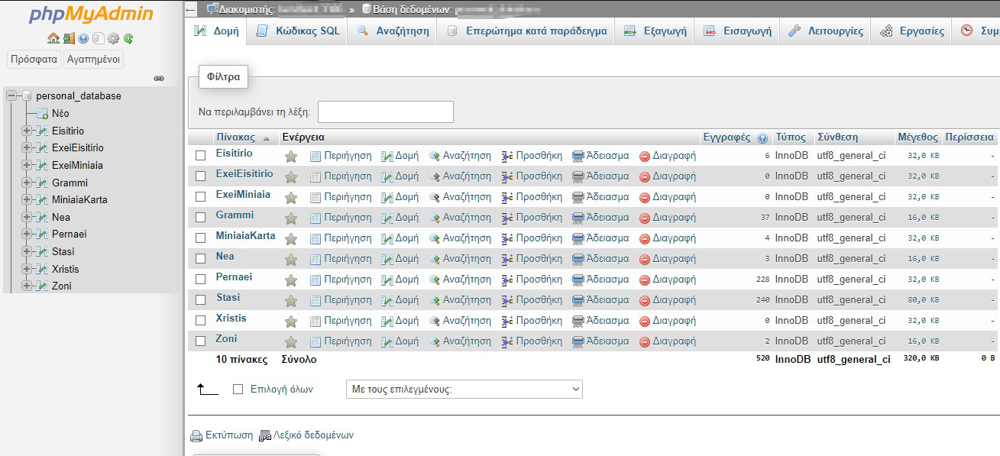 phpMyAdmin
Πρόσφατα Αγαπημένοι
personal_database
Νέο
Eisitirio
ExeiEisitirio
ExeiMiniaia
Grammi
MiniaiaKarta
Nea
Pernaei
Stasi
Xristis
Zoni
Διακομιστής: » Βάση δεδομένων:
Δομή Κώδικας SQL Αναζήτηση Επερώτημα κατά παράδειγμα Εξαγωγή Εισαγωγή Λειτουργίες Εργασίες Συμ
Φίλτρα
Να περιλαμβάνει τη λέξη:
Πίνακας Ενέργεια Εγγραφές Τύπος Σύνθεση Μέγεθος Περίσσεια
Eisitirio Περιήγηση Δομή Αναζήτηση Προσθήκη Άδειασμα Διαγραφή 6 InnoDB utf8_general_ci 32,0 KB -
ExeiEisitirio Περιήγηση Δομή Αναζήτηση Προσθήκη Άδειασμα Διαγραφή 0 InnoDB utf8_general_ci 32,0 KB -
ExeiMiniaia Περιήγηση Δομή Αναζήτηση Προσθήκη Άδειασμα Διαγραφή 0 InnoDB utf8_general_ci 32,0 KB -
Grammi Περιήγηση Δομή Αναζήτηση Προσθήκη Άδειασμα Διαγραφή 37 InnoDB utf8_general_ci 16,0 KB -
MiniaiaKarta Περιήγηση Δομή Αναζήτηση Προσθήκη Άδειασμα Διαγραφή 4 InnoDB utf8_general_ci 32,0 KB -
Nea Περιήγηση Δομή Αναζήτηση Προσθήκη Άδειασμα Διαγραφή 3 InnoDB utf8_general_ci 16,0 KB -
Pernaei Περιήγηση Δομή Αναζήτηση Προσθήκη Άδειασμα Διαγραφή 228 InnoDB utf8_general_ci 32,0 KB -
Stasi Περιήγηση Δομή Αναζήτηση Προσθήκη Άδειασμα Διαγραφή 240 InnoDB utf8_general_ci 80,0 KB -
Xristis Περιήγηση Δομή Αναζήτηση Προσθήκη Άδειασμα Διαγραφή 0 InnoDB utf8_general_ci 32,0 KB -
Zoni Περιήγηση Δομή Αναζήτηση Προσθήκη Άδειασμα Διαγραφή 2 InnoDB utf8_general_ci 16,0 KB -
10 πίνακες Σύνολο 520 InnoDB utf8_general_ci 320,0 KB 0 B
Επιλογή όλων Με τους επιλεγμένους:
Εκτύπωση Λεξικό δεδομένων